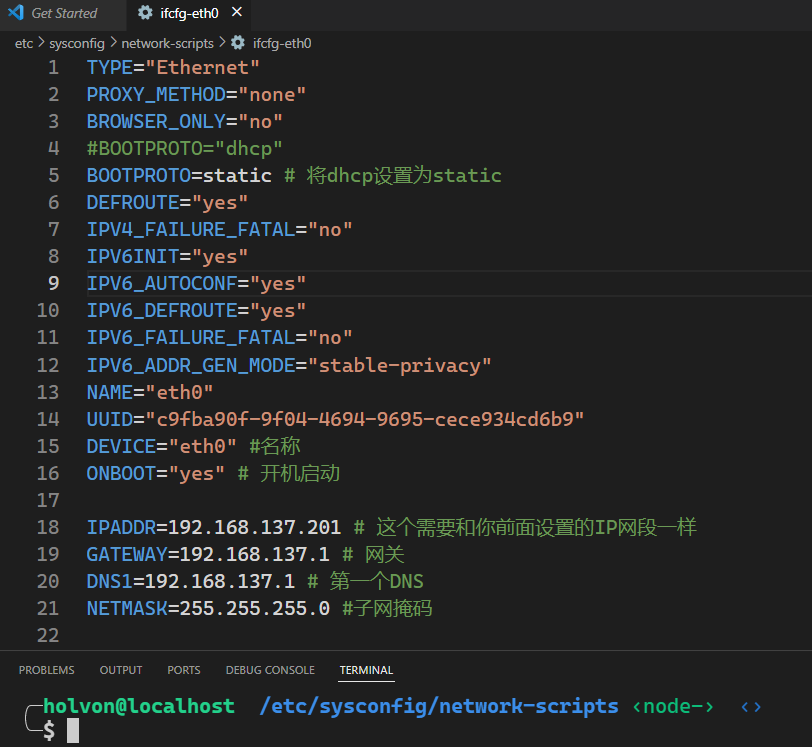 Get Started
ifcfg-eth0
etc > sysconfig > network-scripts > ifcfg-eth0
1 TYPE="Ethernet"
2 PROXY_METHOD="none"
3 BROWSER_ONLY="no"
4 #BOOTPROTO="dhcp"
5 BOOTPROTO=static # 将dhcp设置为static
6 DEFROUTE="yes"
7 IPV4_FAILURE_FATAL="no"
8 IPV6INIT="yes"
9 IPV6_AUTOCONF="yes"
10 IPV6_DEFROUTE="yes"
11 IPV6_FAILURE_FATAL="no"
12 IPV6_ADDR_GEN_MODE="stable-privacy"
13 NAME="eth0"
14 UUID="c9fba90f-9f04-4694-9695-cece934cd6b9"
15 DEVICE="eth0" #名称
16 ONBOOT="yes" # 开机启动
17
18 IPADDR=192.168.137.201 # 这个需要和你前面设置的IP网段一样
19 GATEWAY=192.168.137.1 # 网关
20 DNS1=192.168.137.1 # 第一个DNS
21 NETMASK=255.255.255.0 #子网掩码
22
PROBLEMS OUTPUT PORTS DEBUG CONSOLE TERMINAL
holvon@localhost /etc/sysconfig/network-scripts <node-> <>
$